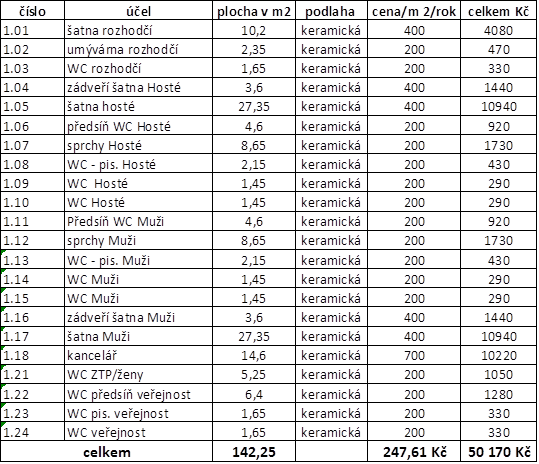 číslo účel plocha v m2 podlaha cena/m 2/rok celkem Kč
1.01 šatna rozhodčí 10,2 keramická 400 4080
1.02 umývárna rozhodčí 2,35 keramická 200 470
1.03 WC rozhodčí 1,65 keramická 200 330
1.04 zádveří šatna Hosté 3,6 keramická 400 1440
1.05 šatna hosté 27,35 keramická 400 10940
1.06 předsíň WC Hosté 4,6 keramická 200 920
1.07 sprchy Hosté 8,65 keramická 200 1730
1.08 WC - pis. Hosté 2,15 keramická 200 430
1.09 WC Hosté 1,45 keramická 200 290
1.10 WC Hosté 1,45 keramická 200 290
1.11 Předsíň WC Muži 4,6 keramická 200 920
1.12 sprchy Muži 8,65 keramická 200 1730
1.13 WC - pis. Muži 2,15 keramická 200 430
1.14 WC Muži 1,45 keramická 200 290
1.15 WC Muži 1,45 keramická 200 290
1.16 zádveří šatna Muži 3,6 keramická 400 1440
1.17 šatna Muži 27,35 keramická 400 10940
1.18 kancelář 14,6 keramická 700 10220
1.21 WC ZTP/ženy 5,25 keramická 200 1050
1.22 WC předsíň veřejnost 6,4 keramická 200 1280
1.23 WC pis. veřejnost 1,65 keramická 200 330
1.24 WC veřejnost 1,65 keramická 200 330
celkem 142,25 247,61 Kč 50 170 Kč